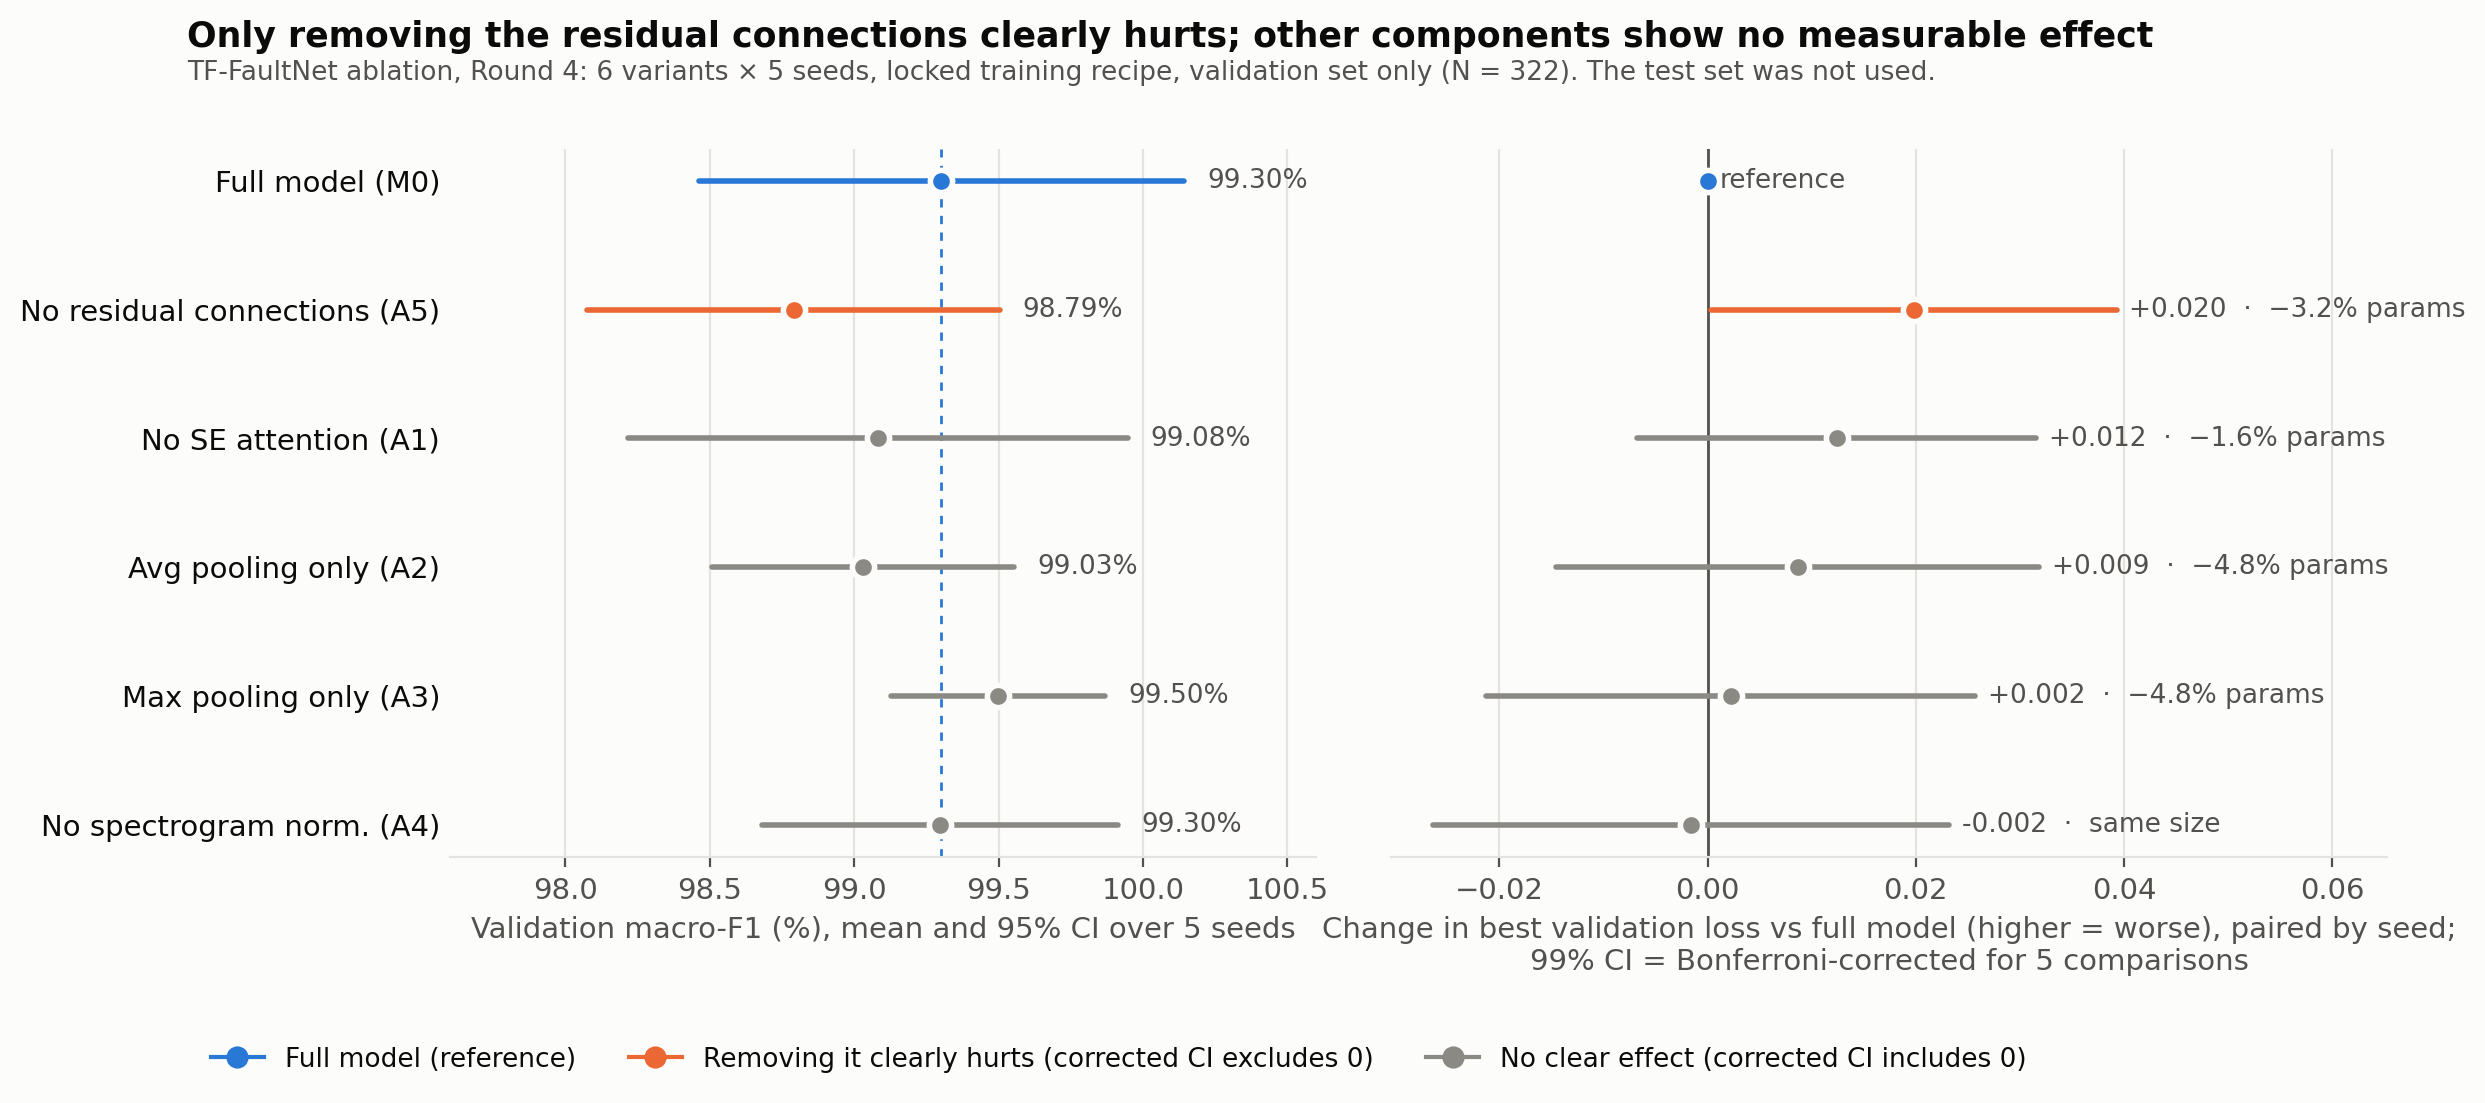 Only removing the residual connections clearly hurts; other components show no measurable effect
TF-FaultNet ablation, Round 4: 6 variants × 5 seeds, locked training recipe, validation set only (N = 322). The test set was not used.
Full model (M0)
99.30%
reference
No residual connections (A5)
98.79%
+0.020 · −3.2% params
No SE attention (A1)
99.08%
+0.012 · −1.6% params
Avg pooling only (A2)
99.03%
+0.009 · −4.8% params
Max pooling only (A3)
99.50%
+0.002 · −4.8% params
No spectrogram norm. (A4)
99.30%
-0.002 · same size
98.0 98.5 99.0 99.5 100.0 100.5
Validation macro-F1 (%), mean and 95% CI over 5 seeds
−0.02 0.00 0.02 0.04 0.06
Change in best validation loss vs full model (higher = worse), paired by seed;
99% CI = Bonferroni-corrected for 5 comparisons
Full model (reference)
Removing it clearly hurts (corrected CI excludes 0)
No clear effect (corrected CI includes 0)